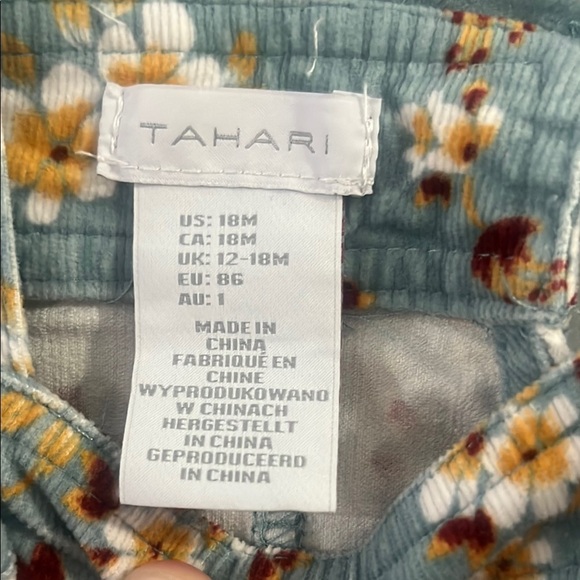 TAHARI
US: 18M
CA: 18M
UK: 12-18M
EU: 86
AU: 1
MADE IN
CHINA
FABRIQUÉ EN
CHINE
WYPRODUKOWANO
W CHINACH
HERGESTELLT
IN CHINA
GEPRODUCEERD
IN CHINA